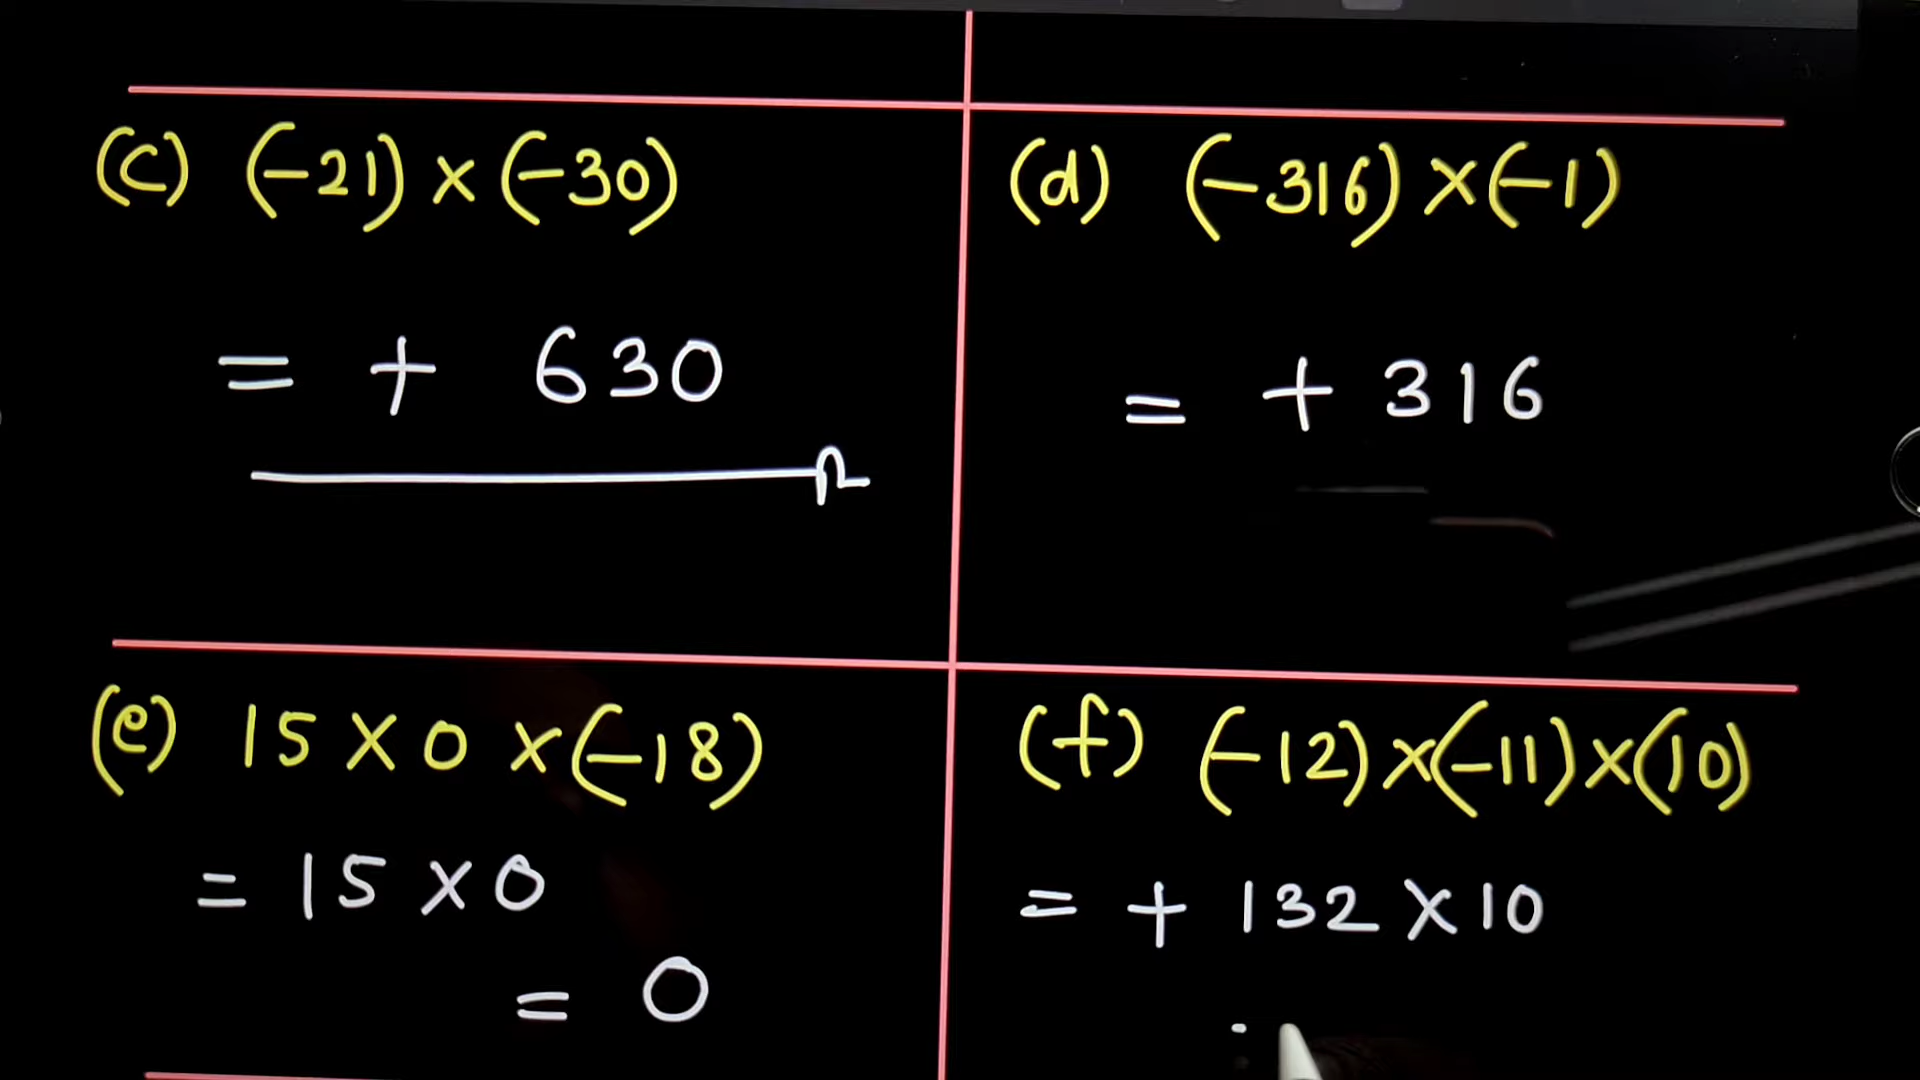 (c) (-21) × (-30)
= + 630
(d) (-316) × (-1)
= + 316
(e) 15 × 0 × (-18)
= 15 × 0
= 0
(f) (-12) × (-11) × (10)
= + 132 × 10